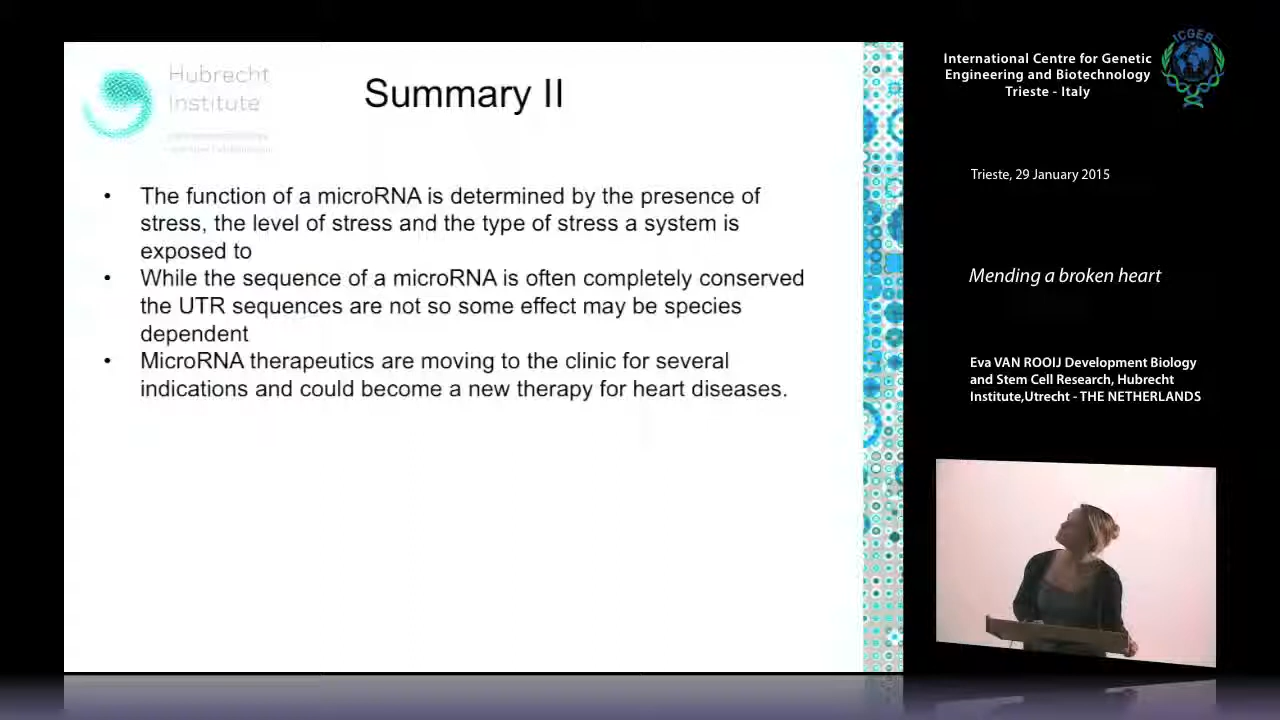 Hubrecht
Institute
Summary II
• The function of a microRNA is determined by the presence of
stress, the level of stress and the type of stress a system is
exposed to
• While the sequence of a microRNA is often completely conserved
the UTR sequences are not so some effect may be species
dependent
• MicroRNA therapeutics are moving to the clinic for several
indications and could become a new therapy for heart diseases.
International Centre for Genetic
Engineering and Biotechnology
Trieste - Italy
ICGEB
Trieste, 29 January 2015
Mending a broken heart
Eva VAN ROOIJ Development Biology
and Stem Cell Research, Hubrecht
Institute,Utrecht - THE NETHERLANDS